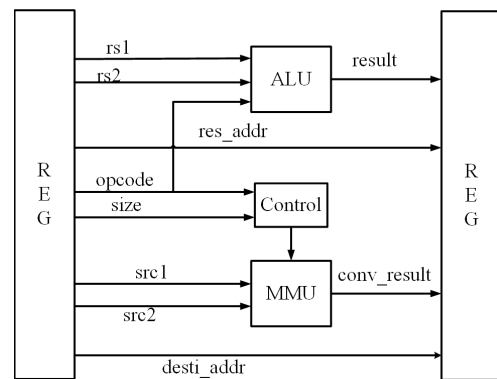 rs1
rs2
ALU
result
res_addr
R
E
G
opcode
size
Control
R
E
G
src1
src2
MMU
conv_result
desti_addr